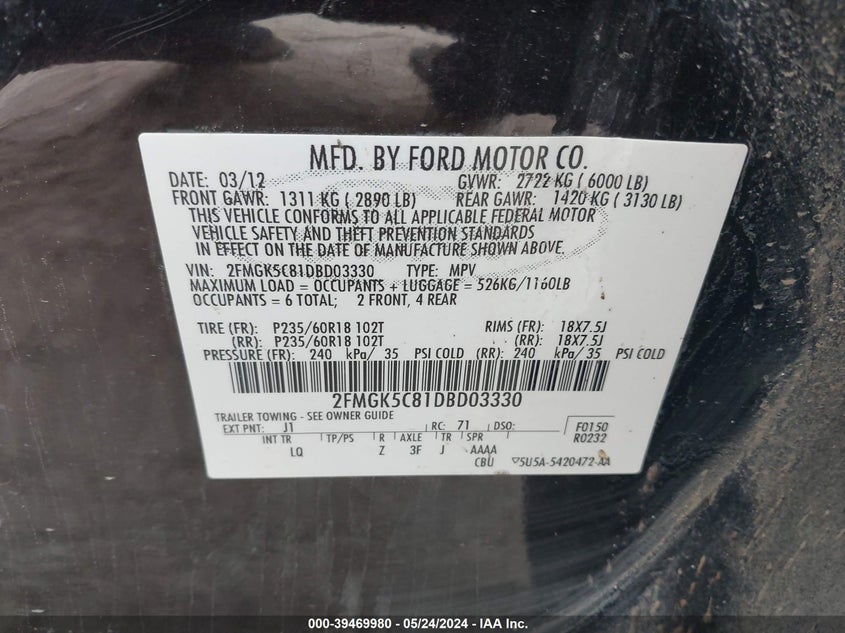 MFD. BY FORD MOTOR CO.
DATE: 03/12 GVWR: 2722 KG ( 6000 LB)
FRONT GAWR: 1311 KG ( 2890 LB) REAR GAWR: 1420 KG ( 3130 LB)
THIS VEHICLE CONFORMS TO ALL APPLICABLE FEDERAL MOTOR
VEHICLE SAFETY AND THEFT PREVENTION STANDARDS
IN EFFECT ON THE DATE OF MANUFACTURE SHOWN ABOVE.
VIN: 2FMGK5C81DBD03330 TYPE: MPV
MAXIMUM LOAD = OCCUPANTS + LUGGAGE = 526KG/1160LB
OCCUPANTS = 6 TOTAL; 2 FRONT, 4 REAR
TIRE (FR): P235/60R18 102T RIMS (FR): 18X7.5J
(RR): P235/60R18 102T (RR): 18X7.5J
PRESSURE (FR): 240 kPa/ 35 PSI COLD (RR): 240 kPa/ 35 PSI COLD
2FMGK5C81DBD03330
TRAILER TOWING - SEE OWNER GUIDE
EXT PNT: J1 RC: 71 DSO: F0150
R0232
INT TR TP/PS R AXLE TR SPR
LQ Z 3F J AAAA
CBU 5U5A-5420472-AA
000-39469980 - 05/24/2024 - IAA Inc.